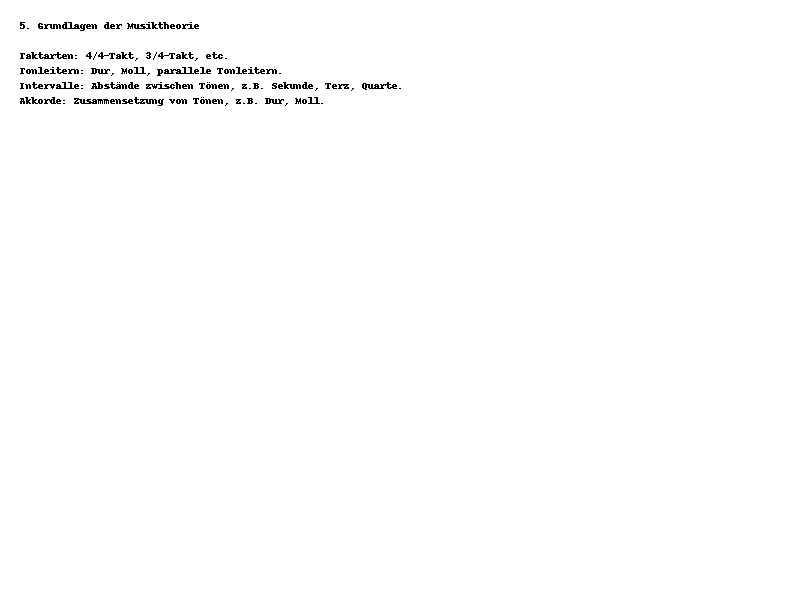 5. Grundlagen der Musiktheorie
Taktarten: 4/4-Takt, 3/4-Takt, etc.
Tonleitern: Dur, Moll, parallele Tonleitern.
Intervalle: Abstände zwischen Tönen, z.B. Sekunde, Terz, Quarte.
Akkorde: Zusammensetzung von Tönen, z.B. Dur, Moll.